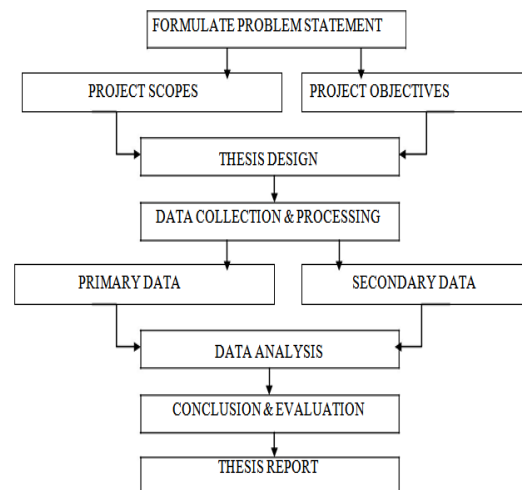 FORMULATE PROBLEM STATEMENT
PROJECT SCOPES
PROJECT OBJECTIVES
THESIS DESIGN
DATA COLLECTION & PROCESSING
PRIMARY DATA
SECONDARY DATA
DATA ANALYSIS
CONCLUSION & EVALUATION
THESIS REPORT